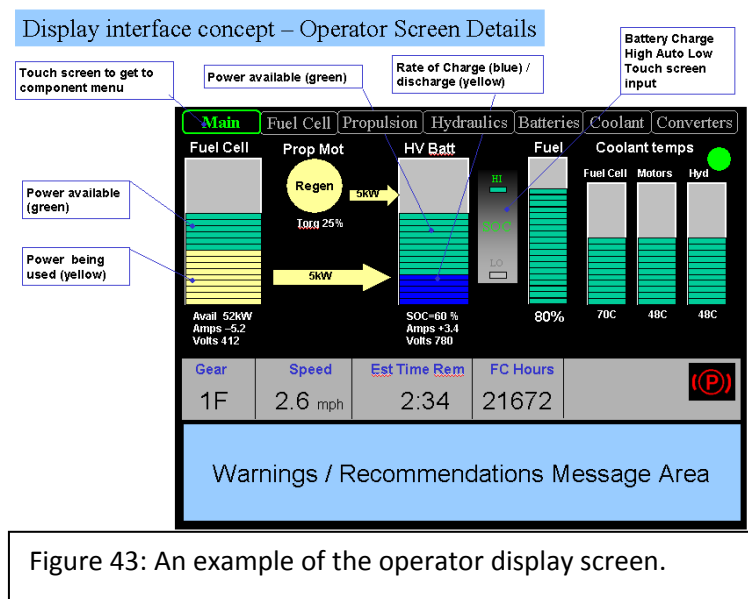 Display interface concept – Operator Screen Details
Touch screen to get to
component menu
Power available (green)
Rate of Charge (blue) /
discharge (yellow)
Battery Charge
High Auto Low
Touch screen
input
Main Fuel Cell Propulsion Hydraulics Batteries Coolant Converters
Fuel Cell Prop Mot HV Batt Fuel Coolant temps
Fuel Cell Motors Hyd
Regen
5kW
HI
Power available
(green)
Torq 25%
SOC
Power being
used (yellow)
5kW
LO
Avail 52kW
Amps –5.2
Volts 412
SOC=60 %
Amps +3.4
Volts 780
80%
70C 48C 48C
Gear Speed Est Time Rem FC Hours
1F 2.6 mph 2:34 21672
(P)
Warnings / Recommendations Message Area
Figure 43: An example of the operator display screen.